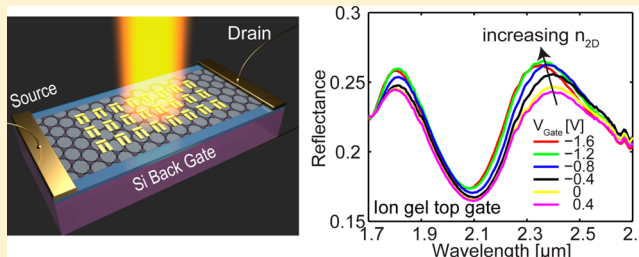 Drain
Source
Si Back Gate
0.3
0.25
0.2
0.15
Reflectance
increasing n2D
VGate [V]
−1.6
−1.2
−0.8
−0.4
0
0.4
Ion gel top gate
1.7 1.9 2.1 2.3 2.5
Wavelength [µm]